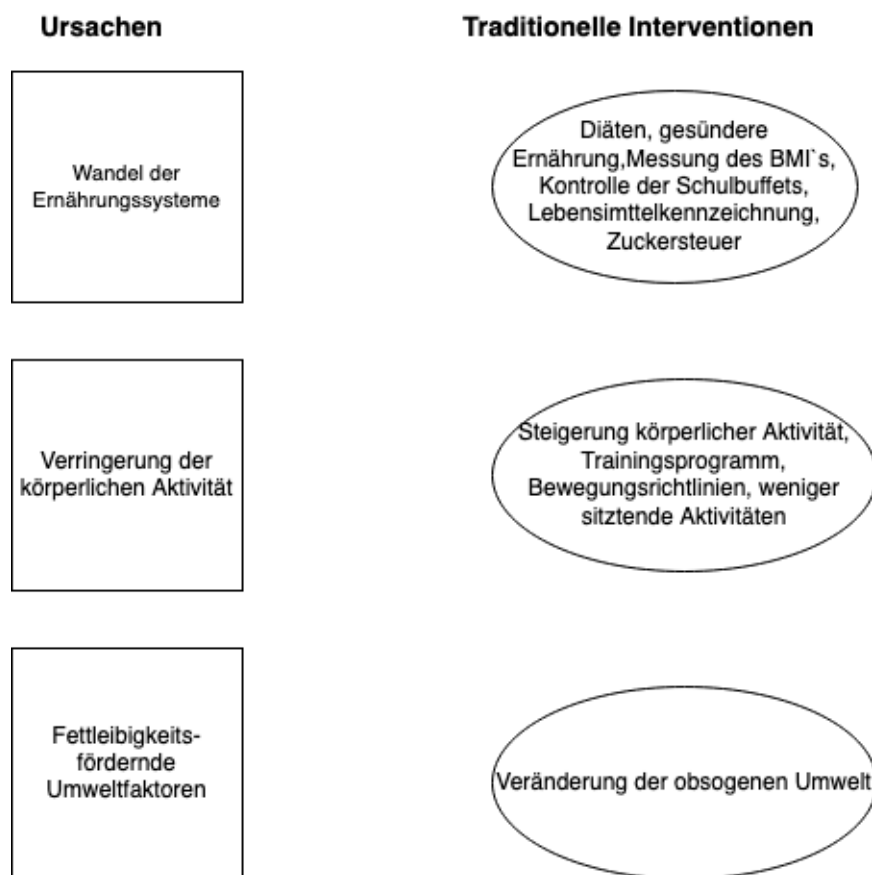 Ursachen
Traditionelle Interventionen
Wandel der
Ernährungssysteme
Diäten, gesündere
Ernährung,Messung des BMI`s,
Kontrolle der Schulbuffets,
Lebensimttelkennzeichnung,
Zuckersteuer
Verringerung der
körperlichen Aktivität
Steigerung körperlicher Aktivität,
Trainingsprogramm,
Bewegungsrichtlinien, weniger
sitztende Aktivitäten
Fettleibigkeits-
fördernde
Umweltfaktoren
Veränderung der obsogenen Umwelt